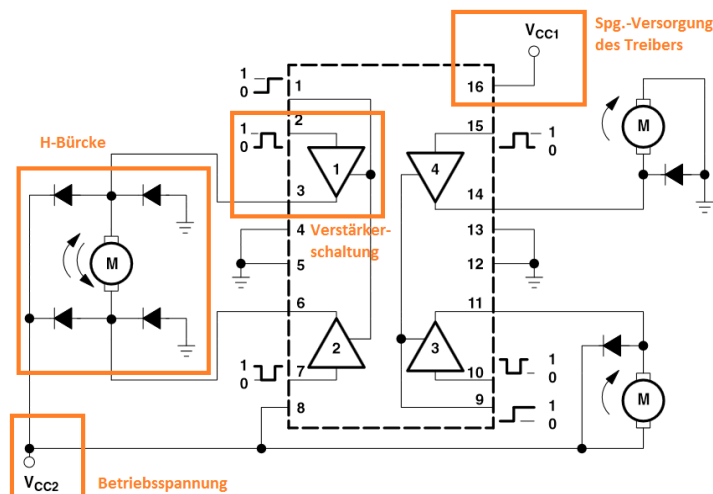 Spg.-Versorgung
des Treibers
VCC1
1
0
1
16
2
1
0
15
1
0
M
H-Bürcke
1
4
3
14
Verstärker-
schaltung
4
13
M
5
12
6
11
2
3
1
0
7
10
1
0
M
8
9
1
0
VCC2
Betriebsspannung